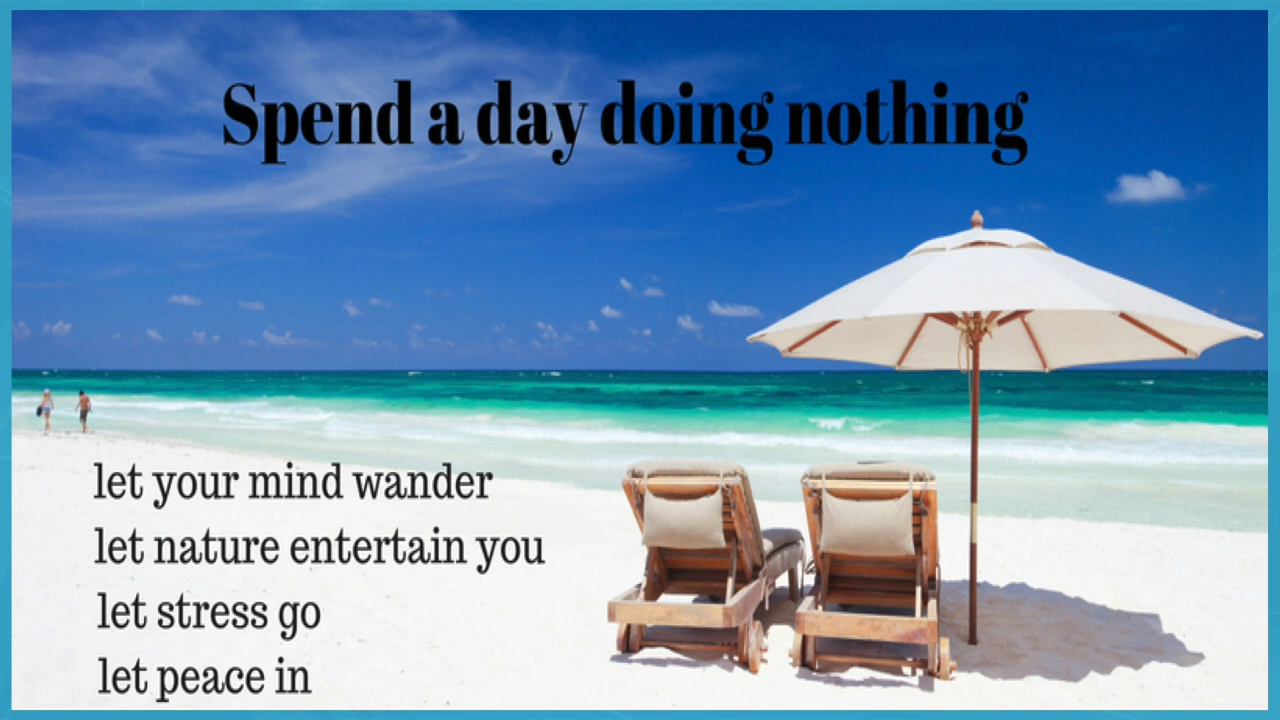 Spend a day doing nothing
let your mind wander
let nature entertain you
let stress go
let peace in